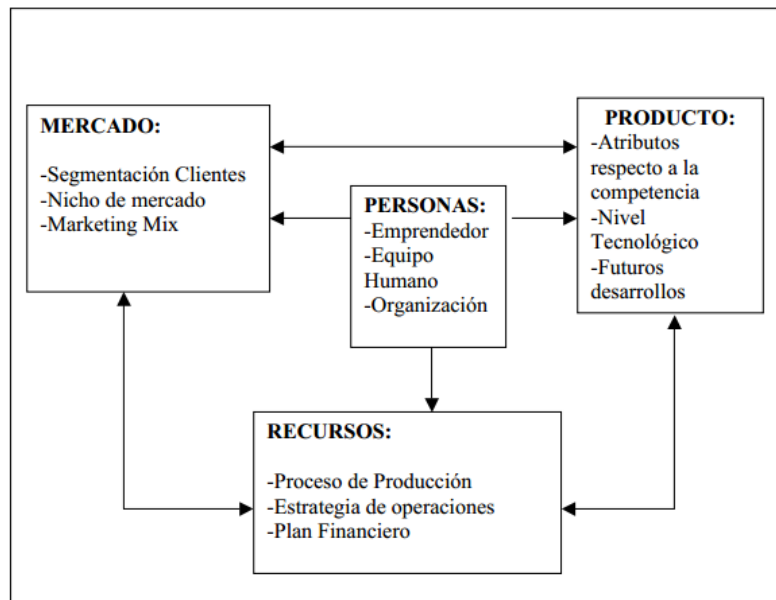 MERCADO:
-Segmentación Clientes
-Nicho de mercado
-Marketing Mix
PERSONAS:
-Emprendedor
-Equipo
Humano
-Organización
PRODUCTO:
-Atributos
respecto a la
competencia
-Nivel
Tecnológico
-Futuros
desarrollos
RECURSOS:
-Proceso de Producción
-Estrategia de operaciones
-Plan Financiero